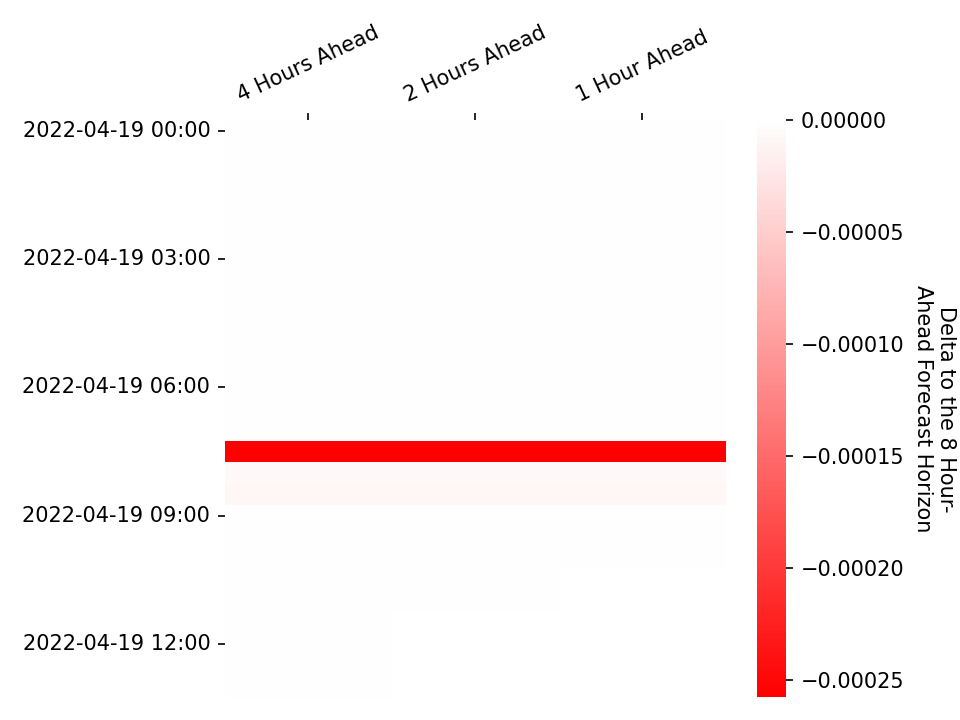 4 Hours Ahead
2 Hours Ahead
1 Hour Ahead
2022-04-19 00:00
2022-04-19 03:00
2022-04-19 06:00
2022-04-19 09:00
2022-04-19 12:00
0.00000
−0.00005
−0.00010
−0.00015
−0.00020
−0.00025
Delta to the 8 Hour-
Ahead Forecast Horizon